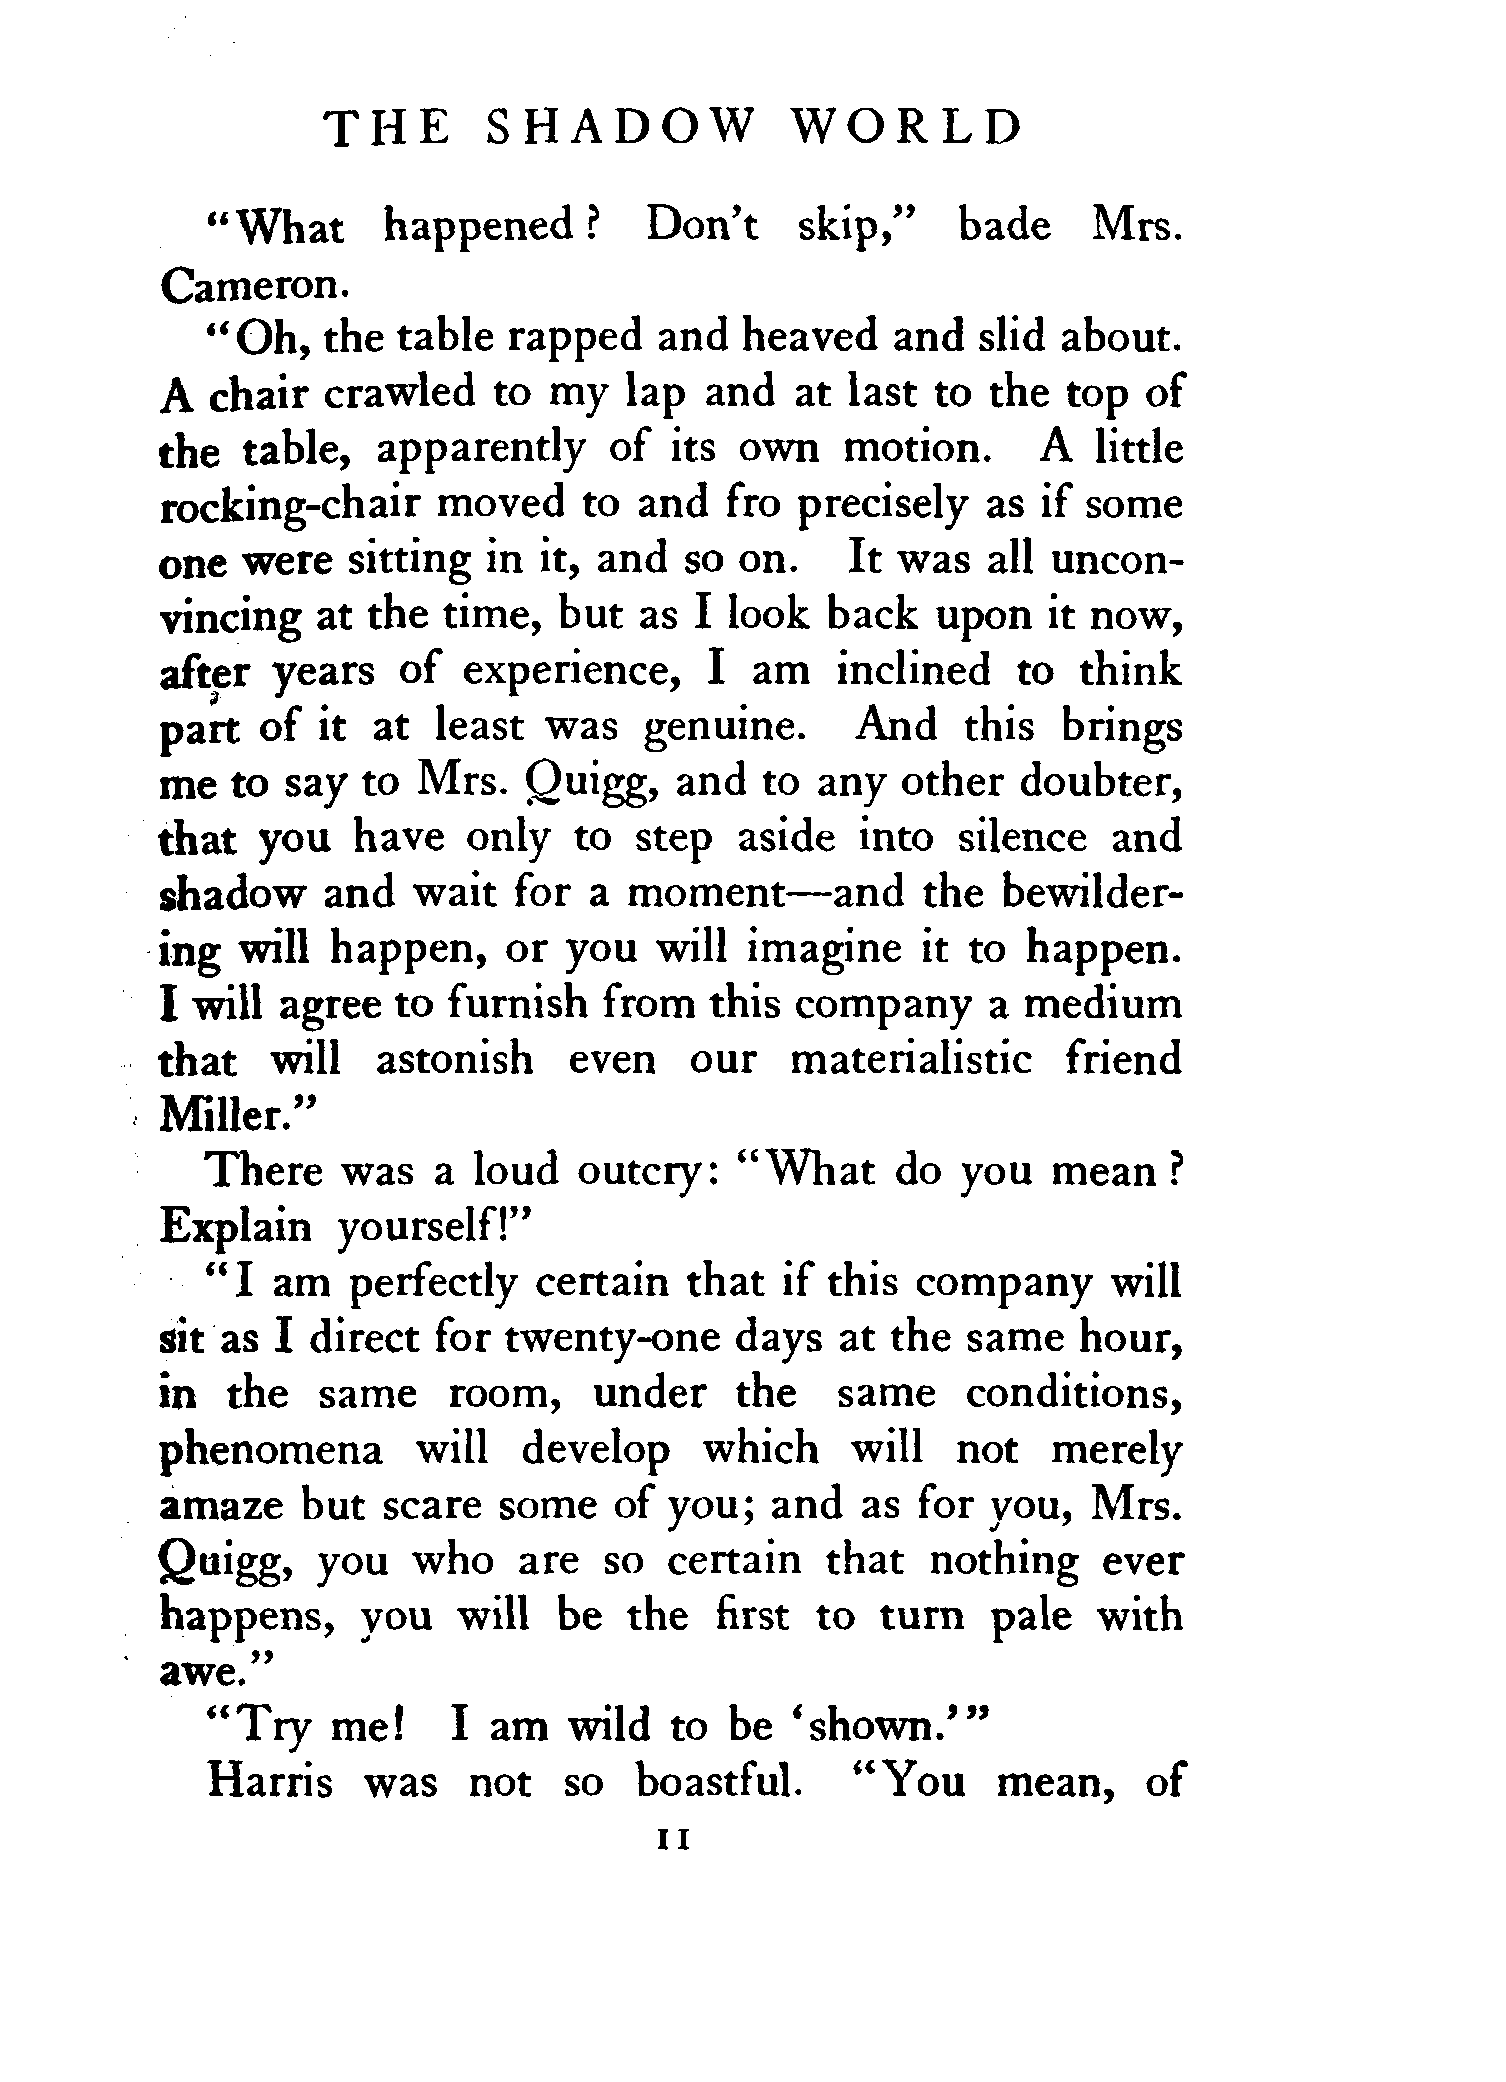 THE SHADOW WORLD
"What happened? Don't skip," bade Mrs.
Cameron.
"Oh, the table rapped and heaved and slid about.
A chair crawled to my lap and at last to the top of
the table, apparently of its own motion. A little
rocking-chair moved to and fro precisely as if some
one were sitting in it, and so on. It was all uncon-
vincing at the time, but as I look back upon it now,
after years of experience, I am inclined to think
part of it at least was genuine. And this brings
me to say to Mrs. Quigg, and to any other doubter,
that you have only to step aside into silence and
shadow and wait for a moment—and the bewilder-
ing will happen, or you will imagine it to happen.
I will agree to furnish from this company a medium
that will astonish even our materialistic friend
Miller."
There was a loud outcry: "What do you mean?
Explain yourself!"
"I am perfectly certain that if this company will
sit as I direct for twenty-one days at the same hour,
in the same room, under the same conditions,
phenomena will develop which will not merely
amaze but scare some of you; and as for you, Mrs.
Quigg, you who are so certain that nothing ever
happens, you will be the first to turn pale with
awe."
"Try me! I am wild to be 'shown.'"
Harris was not so boastful. "You mean, of
11